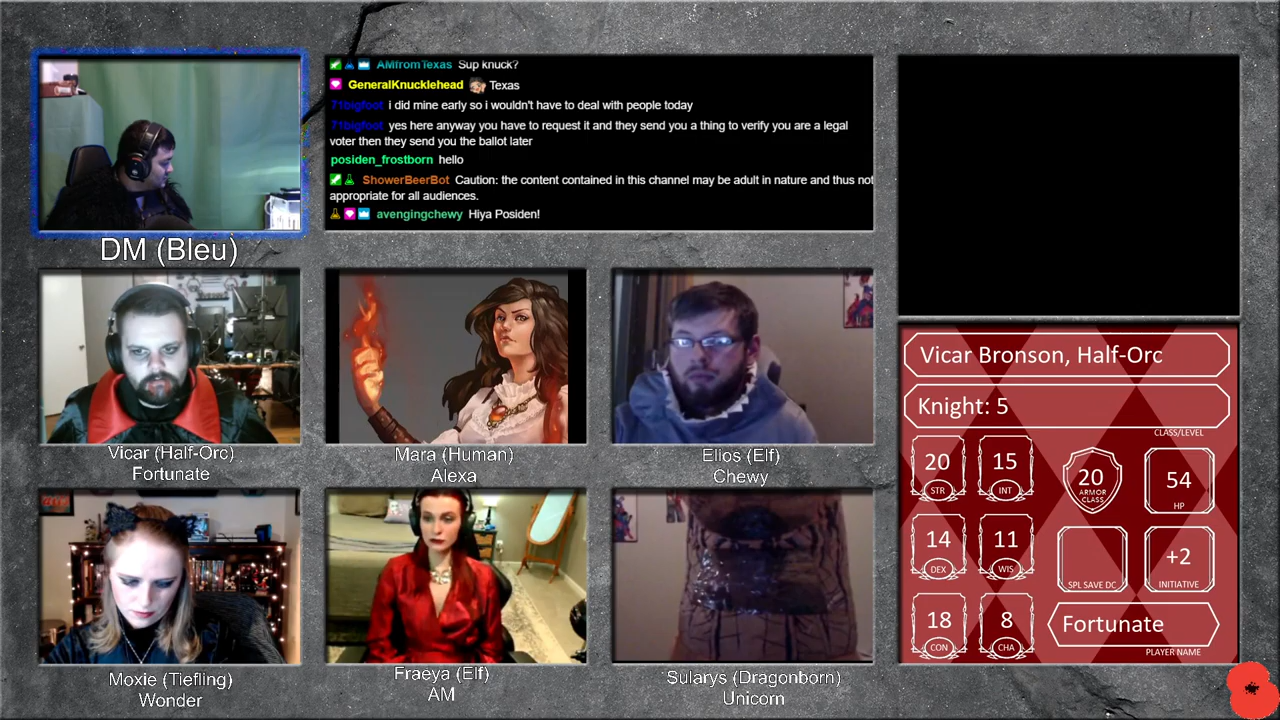 AMfromTexas Sup knuck?
GeneralKnucklehead Texas
71bigfoot i did mine early so i wouldn't have to deal with people today
71bigfoot yes here anyway you have to request it and they send you a thing to verify you are a legal
voter then they send you the ballot later
posiden_frostborn hello
ShowerBeerBot Caution: the content contained in this channel may be adult in nature and thus not
appropriate for all audiences.
avengingchewy Hiya Posiden!
DM (Bleu)
Vicar (Half-Orc)
Fortunate
Mara (Human)
Alexa
Elios (Elf)
Chewy
Moxie (Tiefling)
Wonder
Fraeya (Elf)
AM
Sularys (Dragonborn)
Unicorn
Vicar Bronson, Half-Orc
Knight: 5
CLASS/LEVEL
20
STR
15
INT
20
ARMOR
CLASS
54
HP
14
DEX
11
WIS
SPL SAVE DC
+2
INITIATIVE
18
CON
8
CHA
Fortunate
PLAYER NAME